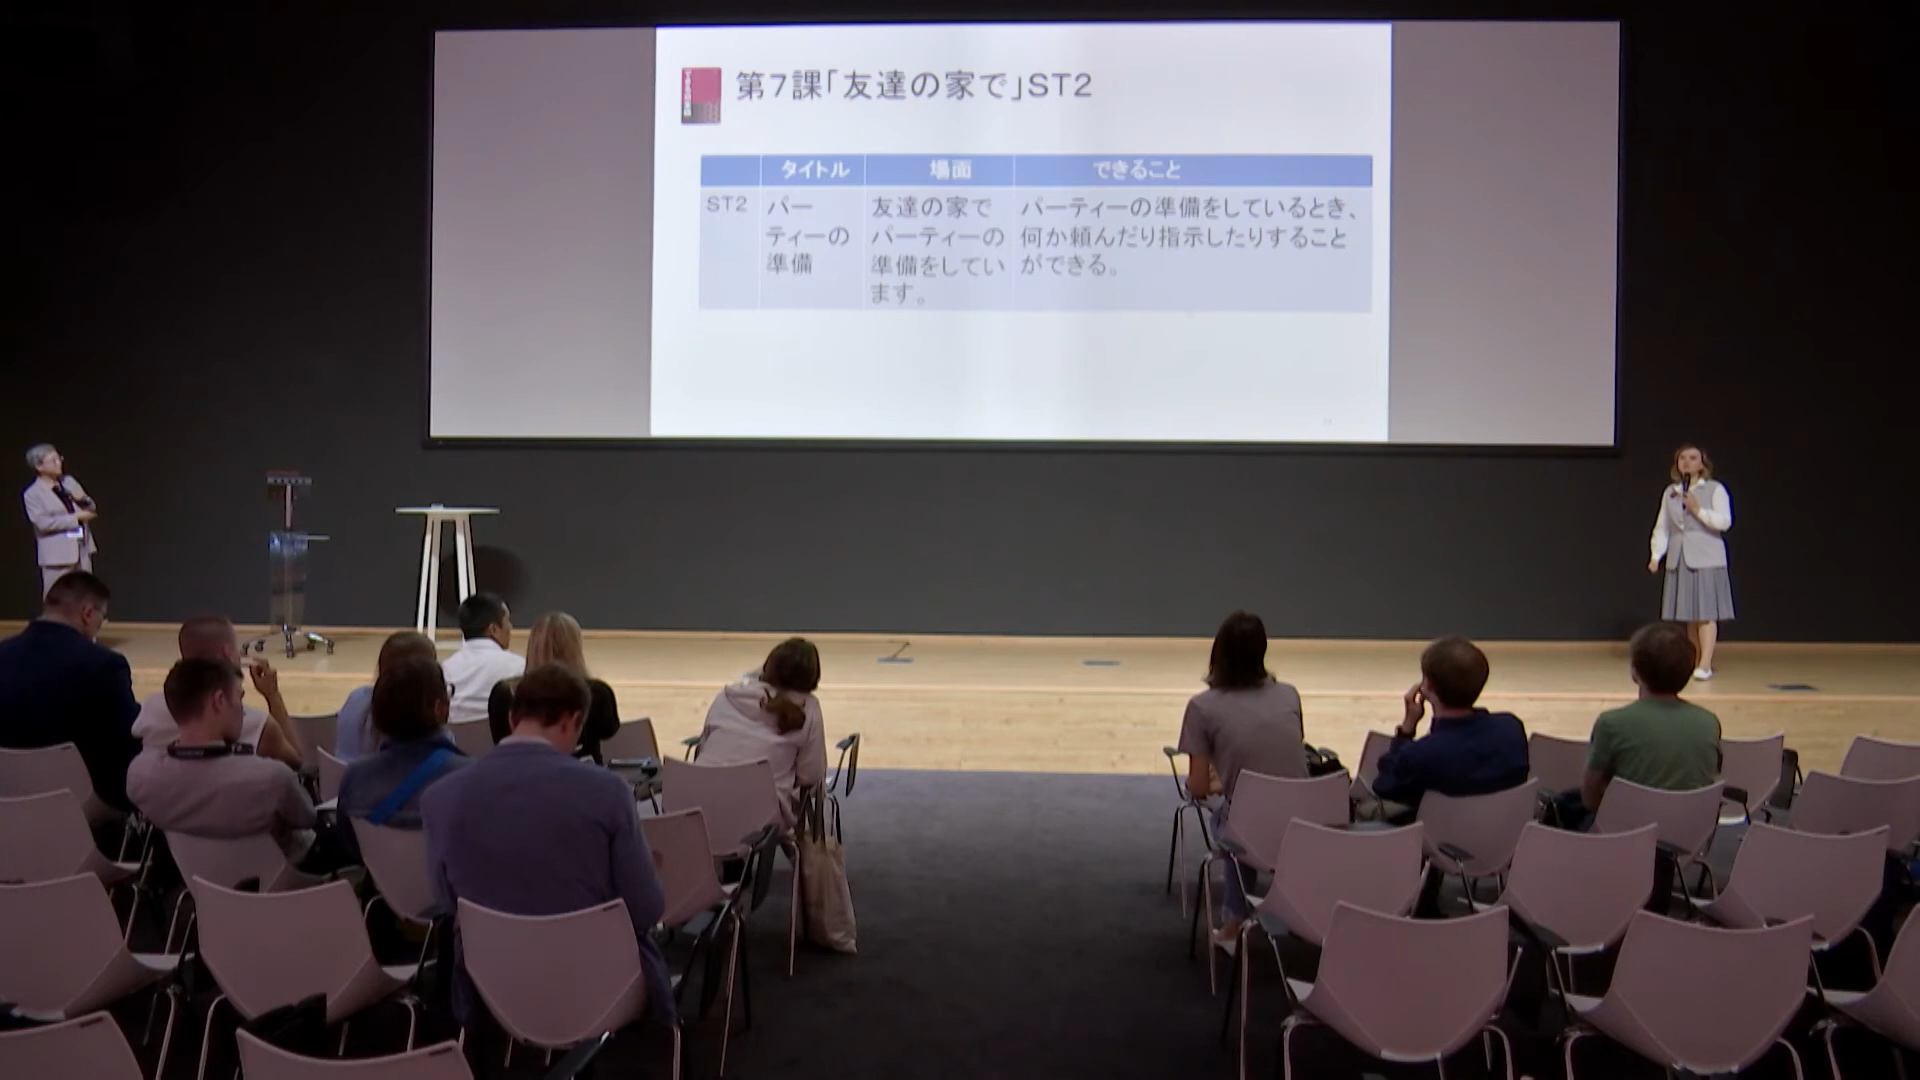 第7課「友達の家で」ST2
タイトル
場面
できること
ST2
パー
ティーの
準備
友達の家で
パーティーの
準備をしてい
ます。
パーティーの準備をしているとき、
何か頼んだり指示したりすること
ができる。